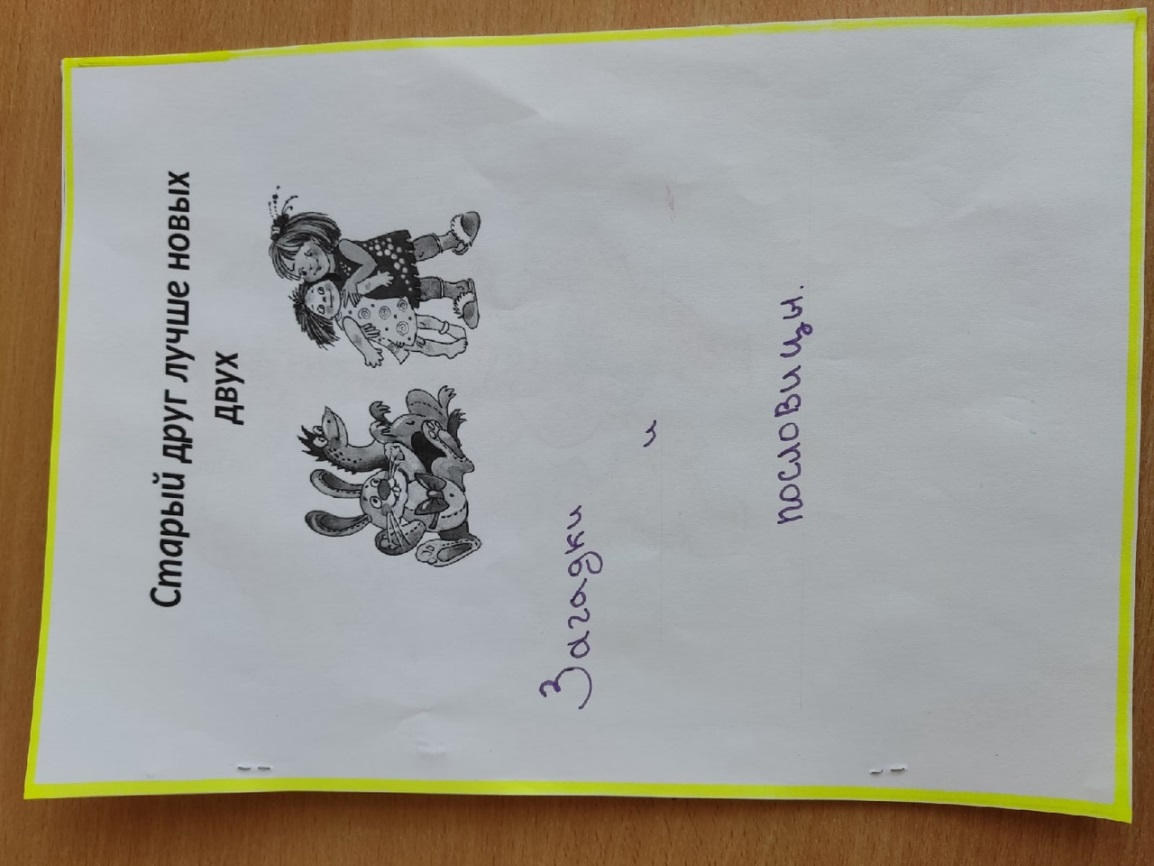 Старый друг лучше новых
двух
Загадки
и
пословицы.